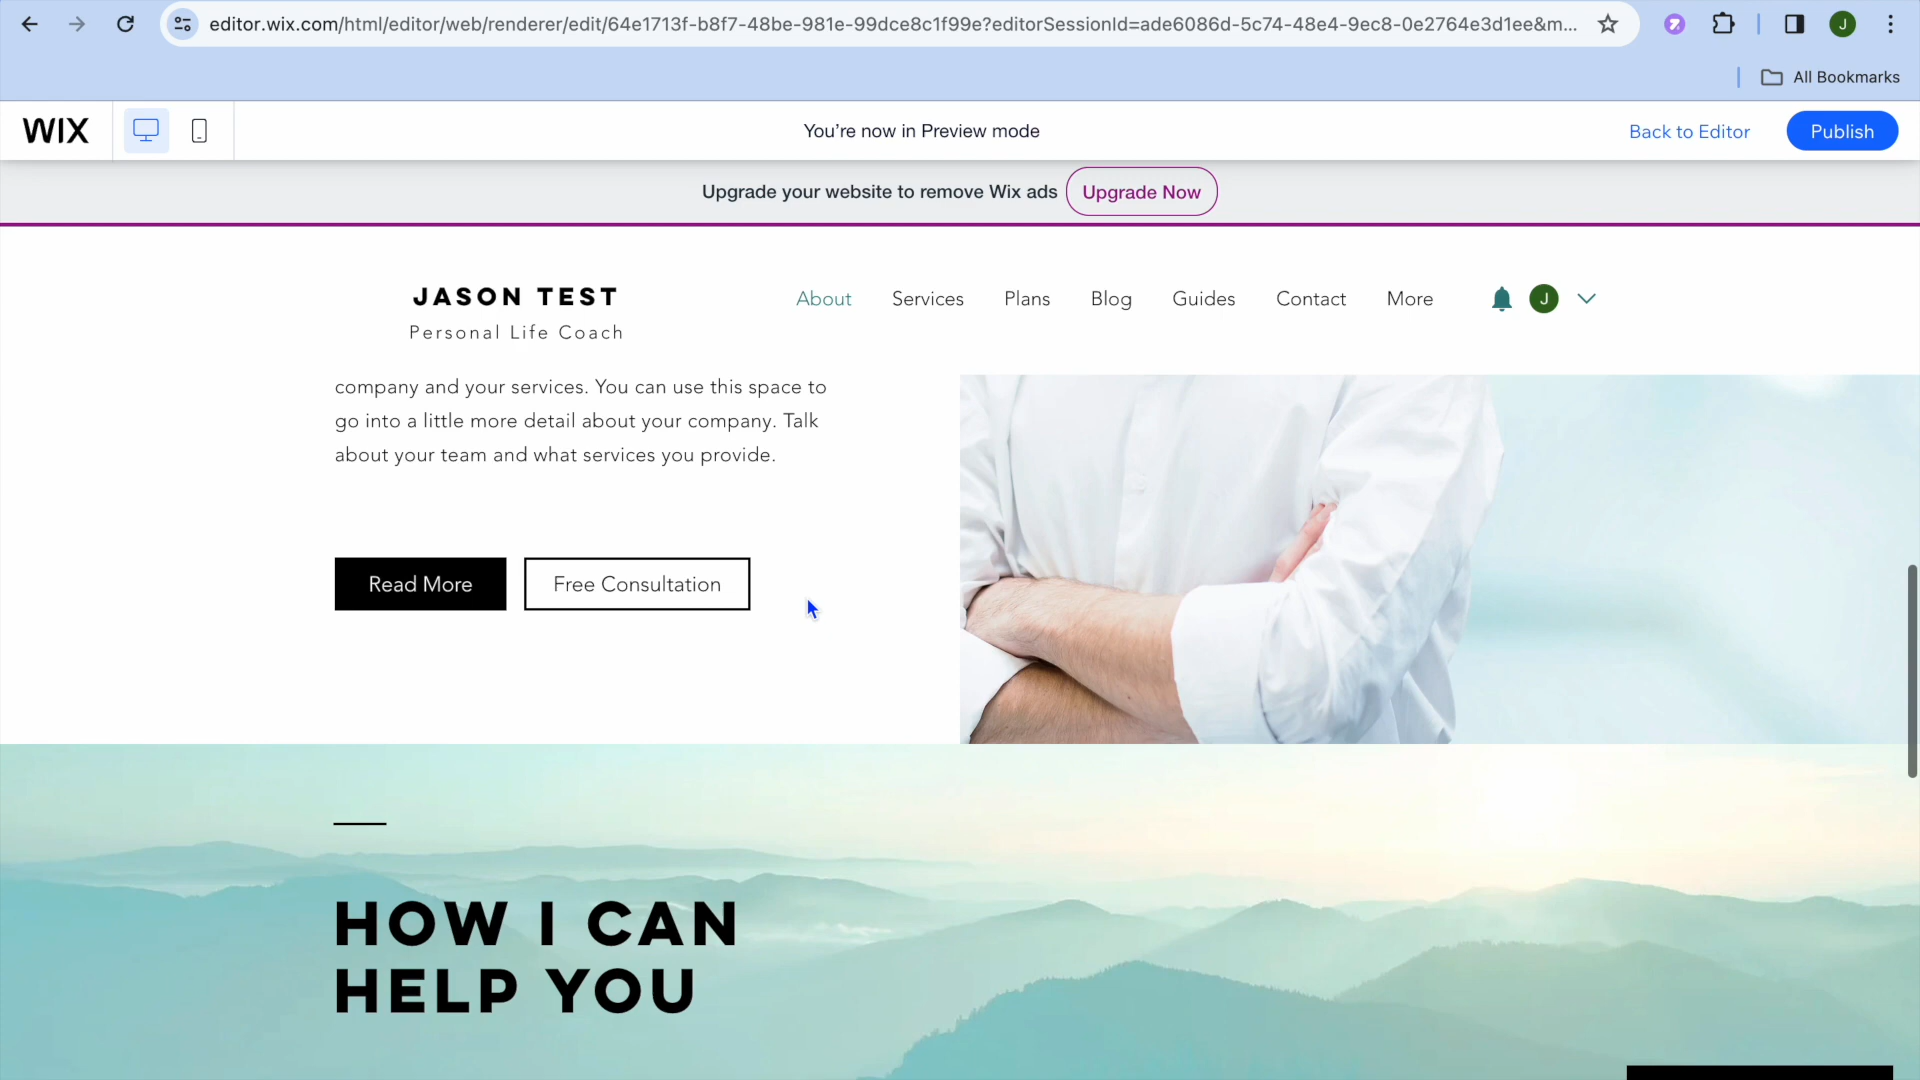 editor.wix.com/html/editor/web/renderer/edit/64e1713f-b8f7-48be-981e-99dce8c1f99e?editorSessionId=ade6086d-5c74-48e4-9ec8-0e2764e3d1ee&m...
J
All Bookmarks
WIX
You're now in Preview mode
Back to Editor
Publish
Upgrade your website to remove Wix ads
Upgrade Now
JASON TEST
Personal Life Coach
About
Services
Plans
Blog
Guides
Contact
More
J
company and your services. You can use this space to
go into a little more detail about your company. Talk
about your team and what services you provide.
Read More
Free Consultation
HOW I CAN
HELP YOU